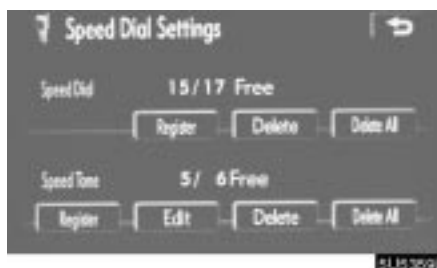 Speed Dial Settings
Speed Dial 15/17 Free
Register Delete Delete All
Speed Tone 5/ 6 Free
Register Edit Delete Delete All